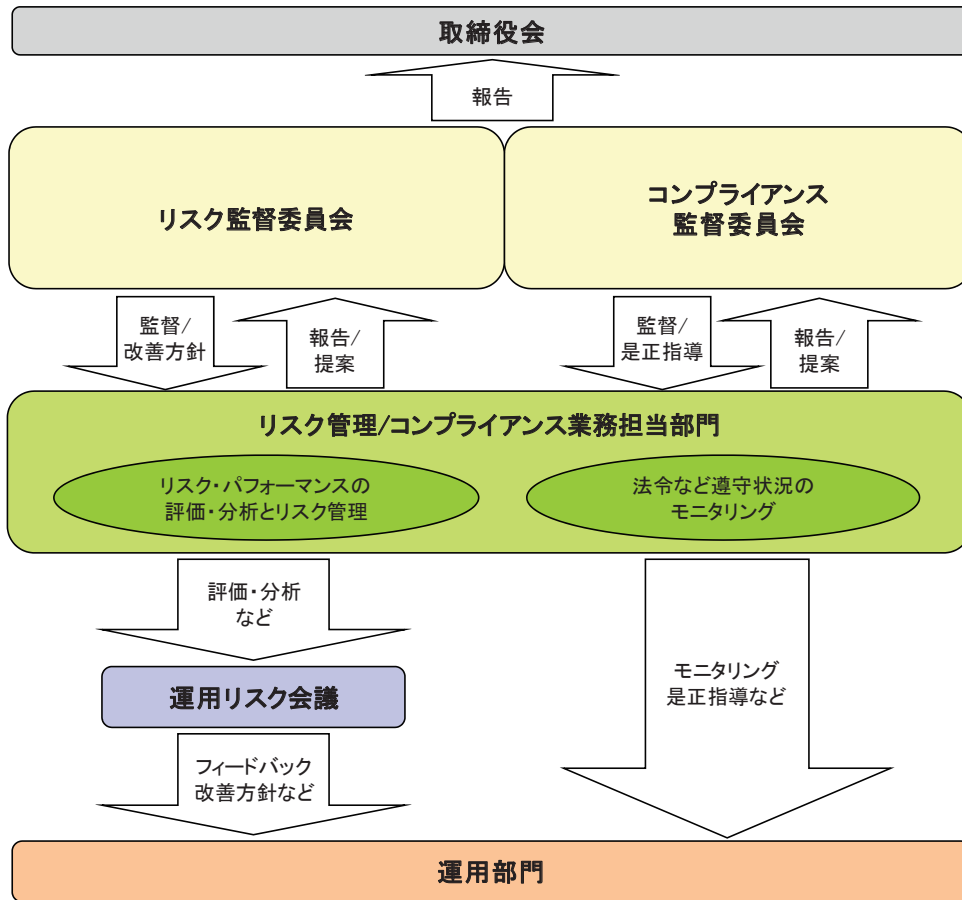 取締役会
報告
リスク監督委員会
コンプライアンス
監督委員会
監督/
改善方針
報告/
提案
監督/
是正指導
報告/
提案
リスク管理/コンプライアンス業務担当部門
リスク・パフォーマンスの
評価・分析とリスク管理
法令など遵守状況の
モニタリング
評価・分析
など
運用リスク会議
フィードバック
改善方針など
モニタリング
是正指導など
運用部門